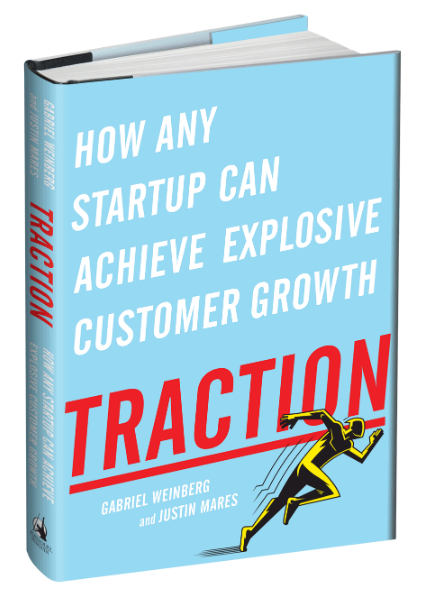 HOW ANY
STARTUP CAN
ACHIEVE EXPLOSIVE
CUSTOMER GROWTH
TRACTION
GABRIEL WEINBERG
and JUSTIN MARES
GABRIEL WEINBERG
and JUSTIN MARES
TRACTION
HOW ANY STARTUP CAN ACHIEVE
EXPLOSIVE CUSTOMER GROWTH